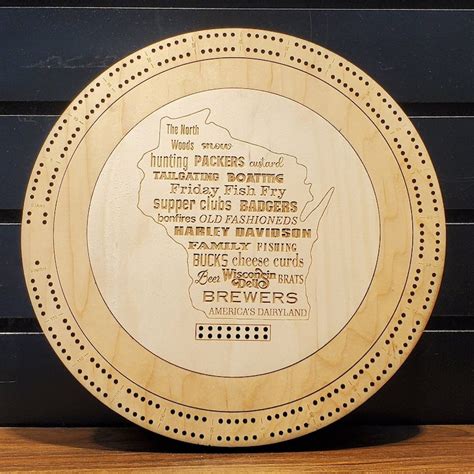 The North
Woods snow
hunting PACKERS custard
TAILGATING BOATING
Friday Fish Fry
supper clubs BADGERS
bonfires OLD FASHIONEDS
HARLEY DAVIDSON
FAMILY FISHING
BUCKS cheese curds
Beer Wisconsin Dells BRATS
BREWERS
AMERICA'S DAIRYLAND